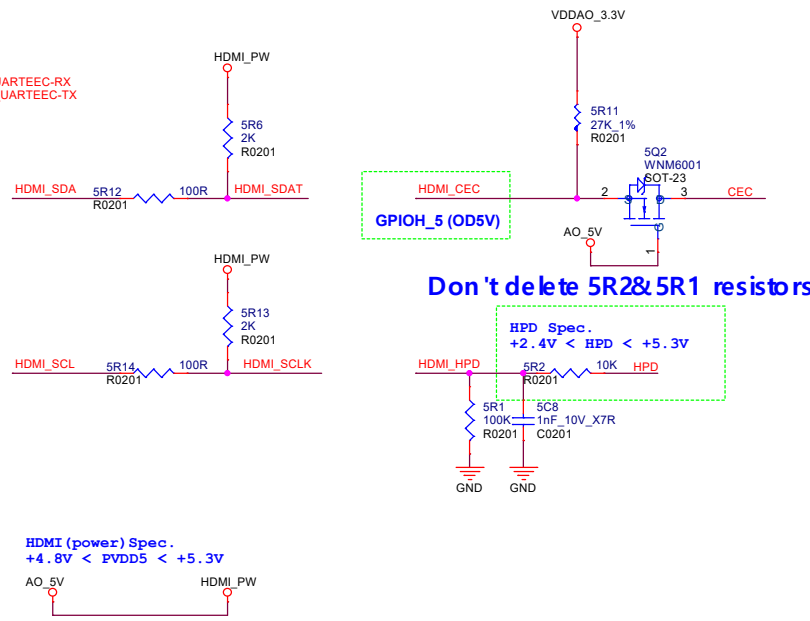 UARTEEC-RX
UARTEEC-TX
HDMI_PW
5R6
2K
R0201
HDMI_SDA
5R12
100R
HDMI_SDAT
R0201
HDMI_PW
5R13
2K
R0201
HDMI_SCL
5R14
100R
HDMI_SCLK
R0201
HDMI(power)Spec.
+4.8V < PVDD5 < +5.3V
AO_5V
HDMI_PW
VDDAO_3.3V
5R11
27K_1%
R0201
5Q2
WNM6001
SOT-23
HDMI_CEC
2
3
CEC
GPIOH_5 (OD5V)
AO_5V
1
Don't delete 5R2&5R1 resistors
HPD Spec.
+2.4V < HPD < +5.3V
HDMI_HPD
5R2
10K
HPD
R0201
5R1
100K
R0201
5C8
1nF_10V_X7R
C0201
GND
GND